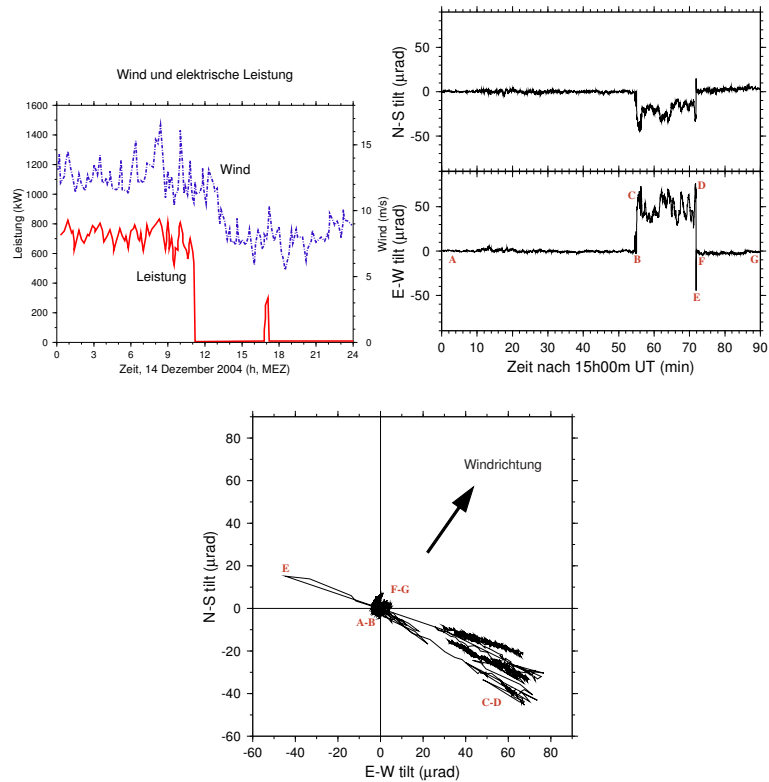 Wind und elektrische Leistung
1600
1400
1200
1000
800
600
400
200
0
Leistung (kW)
15
10
5
0
Wind (m/s)
Wind
Leistung
0 3 6 9 12 15 18 21 24
Zeit, 14 Dezember 2004 (h, MEZ)
50
0
-50
N-S tilt (µrad)
50
0
-50
E-W tilt (µrad)
A
B
C
D
E
F
G
0 10 20 30 40 50 60 70 80 90
Zeit nach 15h00m UT (min)
80
60
40
20
0
-20
-40
-60
N-S tilt (µrad)
Windrichtung
E
F-G
A-B
C-D
-60 -40 -20 0 20 40 60 80
E-W tilt (µrad)